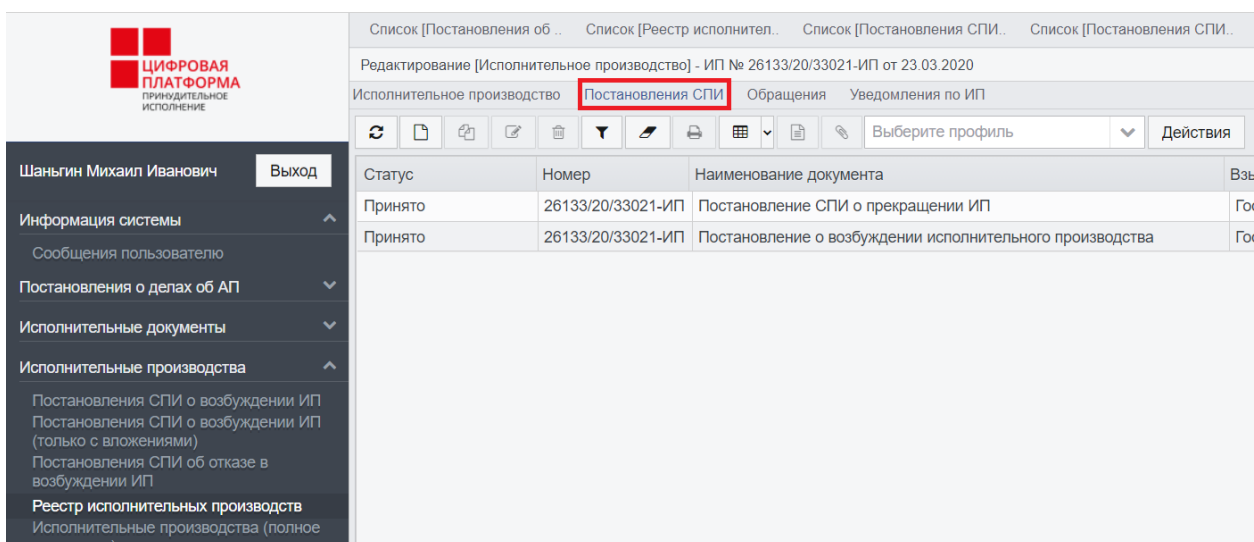 ЦИФРОВАЯ
ПЛАТФОРМА
ПРИНУДИТЕЛЬНОЕ
ИСПОЛНЕНИЕ
Шаньгин Михаил Иванович Выход
Информация системы
Сообщения пользователю
Постановления о делах об АП
Исполнительные документы
Исполнительные производства
Постановления СПИ о возбуждении ИП
Постановления СПИ о возбуждении ИП
(только с вложениями)
Постановления СПИ об отказе в
возбуждении ИП
Реестр исполнительных производств
Исполнительные производства (полное
Список [Постановления об .. Список [Реестр исполнител.. Список [Постановления СПИ.. Список [Постановления СПИ..
Редактирование [Исполнительное производство] - ИП № 26133/20/33021-ИП от 23.03.2020
Исполнительное производство Постановления СПИ Обращения Уведомления по ИП
Выберите профиль Действия
Статус Номер Наименование документа Взы
Принято 26133/20/33021-ИП Постановление СПИ о прекращении ИП Гос
Принято 26133/20/33021-ИП Постановление о возбуждении исполнительного производства Гос